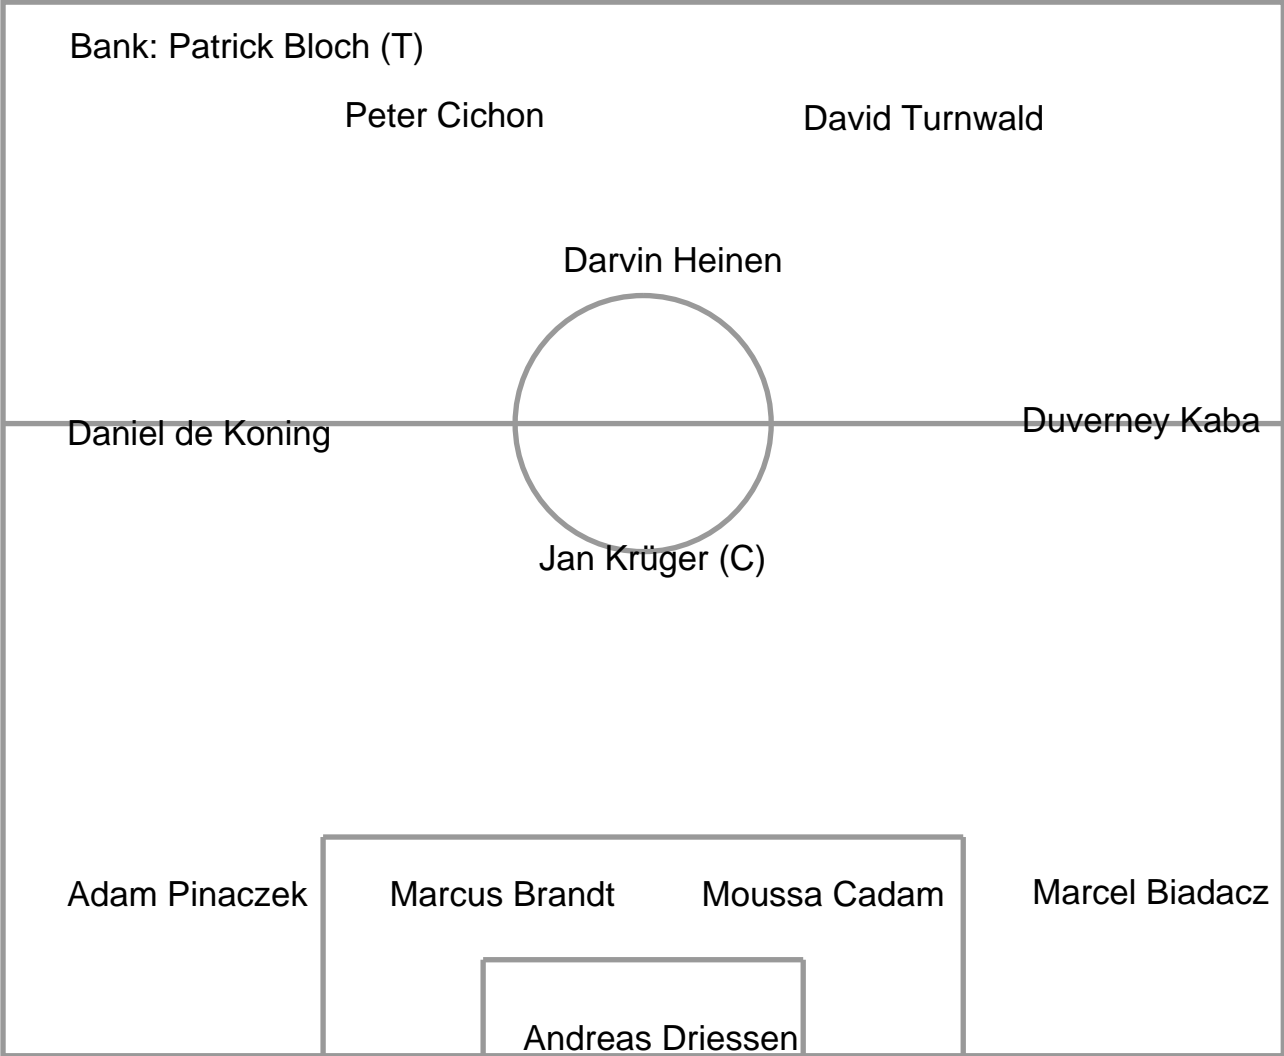 Bank: Patrick Bloch (T)
Peter Cichon
David Turnwald
Darvin Heinen
Daniel de Koning
Duverney Kaba
Jan Krüger (C)
Adam Pinaczek
Marcus Brandt
Moussa Cadam
Marcel Biadacz
Andreas Driessen